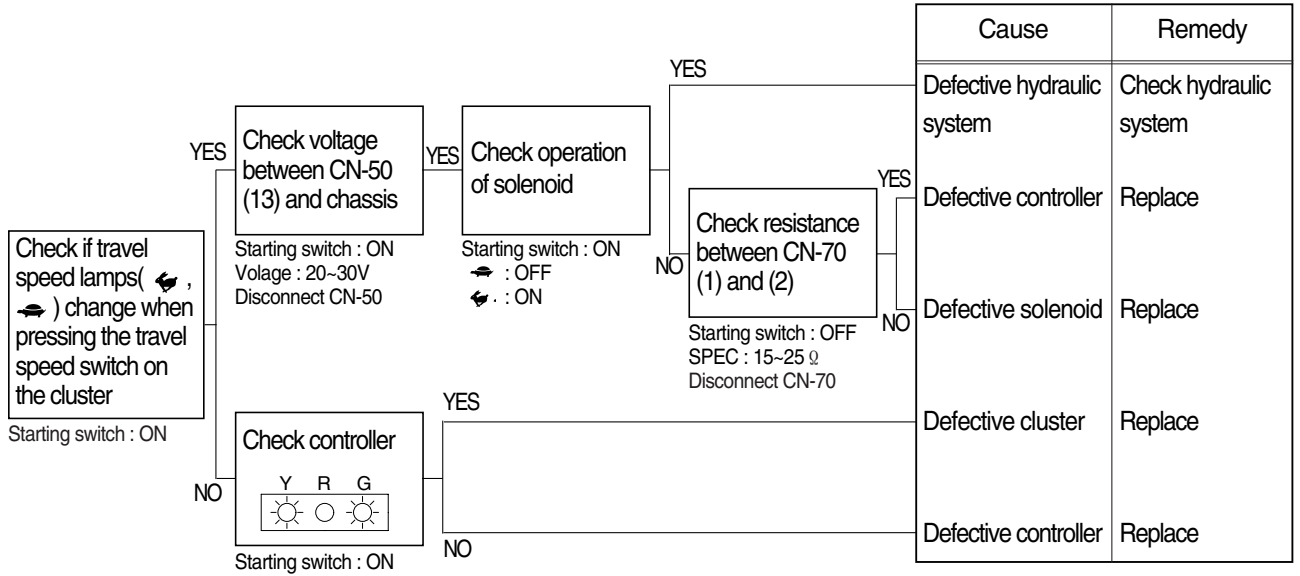 Cause
Remedy
YES
Defective hydraulic
system
Check hydraulic
system
YES
Check voltage
between CN-50
(13) and chassis
Starting switch : ON
Volage : 20~30V
Disconnect CN-50
YES
Check operation
of solenoid
Starting switch : ON
: OFF
: ON
YES
Defective controller
Replace
Check if travel
speed lamps( ,
) change when
pressing the travel
speed switch on
the cluster
Starting switch : ON
NO
Check resistance
between CN-70
(1) and (2)
Starting switch : OFF
SPEC : 15~25 Ω
Disconnect CN-70
NO
Defective solenoid
Replace
YES
Defective cluster
Replace
NO
Check controller
Y R G
Starting switch : ON
NO
Defective controller
Replace